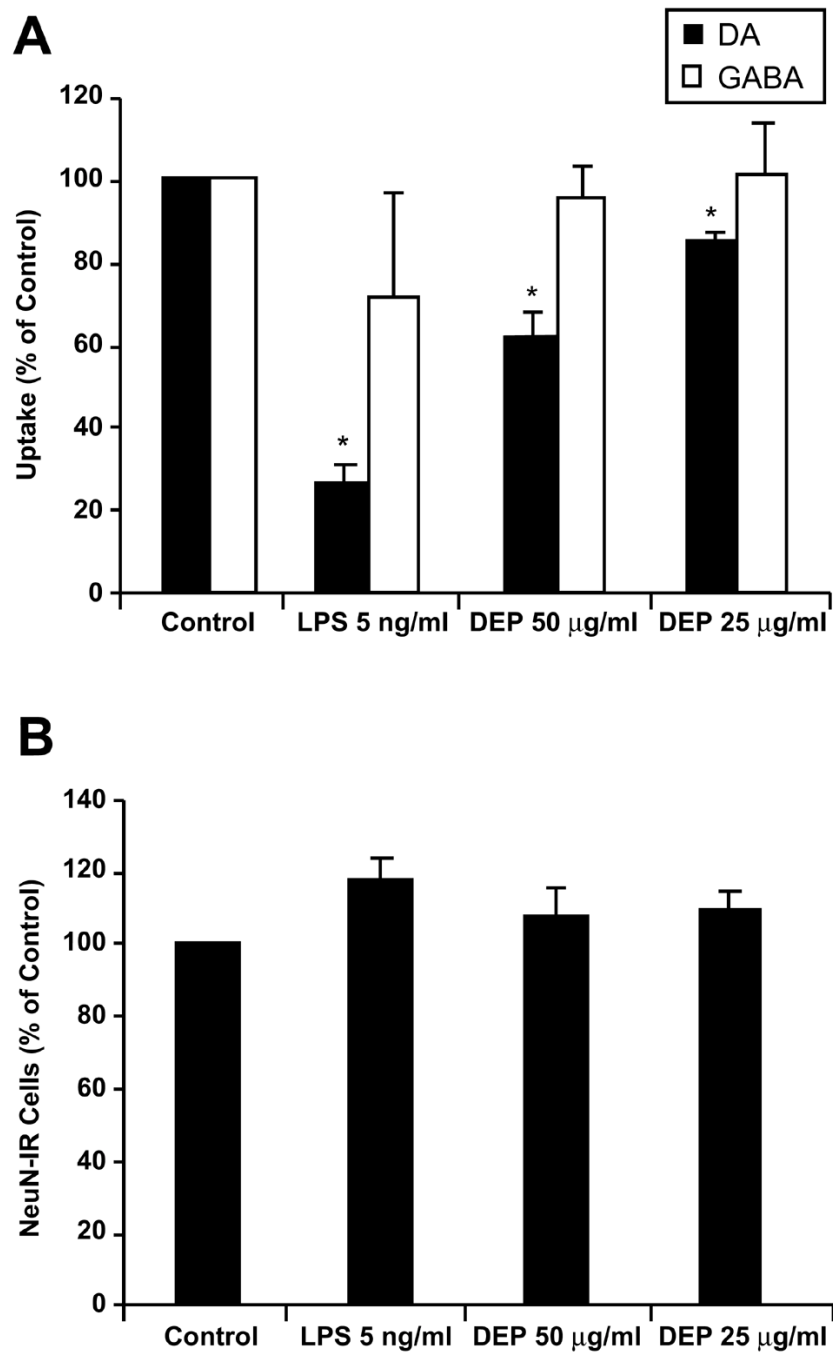 A
DA
GABA
Uptake (% of Control)
120
100
80
60
40
20
0
*
*
*
Control
LPS 5 ng/ml
DEP 50 μg/ml
DEP 25 μg/ml
B
NeuN-IR Cells (% of Control)
140
120
100
80
60
40
20
0
Control
LPS 5 ng/ml
DEP 50 μg/ml
DEP 25 μg/ml